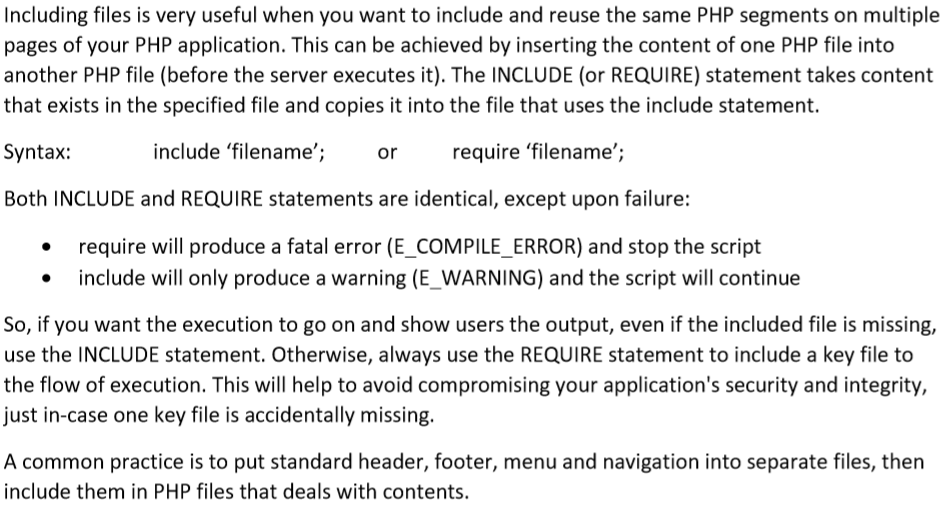 Including files is very useful when you want to include and reuse the same PHP segments on multiple
pages of your PHP application. This can be achieved by inserting the content of one PHP file into
another PHP file (before the server executes it). The INCLUDE (or REQUIRE) statement takes content
that exists in the specified file and copies it into the file that uses the include statement.
Syntax: include ‘filename’; or require ‘filename’;
Both INCLUDE and REQUIRE statements are identical, except upon failure:
• require will produce a fatal error (E_COMPILE_ERROR) and stop the script
• include will only produce a warning (E_WARNING) and the script will continue
So, if you want the execution to go on and show users the output, even if the included file is missing,
use the INCLUDE statement. Otherwise, always use the REQUIRE statement to include a key file to
the flow of execution. This will help to avoid compromising your application's security and integrity,
just in-case one key file is accidentally missing.
A common practice is to put standard header, footer, menu and navigation into separate files, then
include them in PHP files that deals with contents.